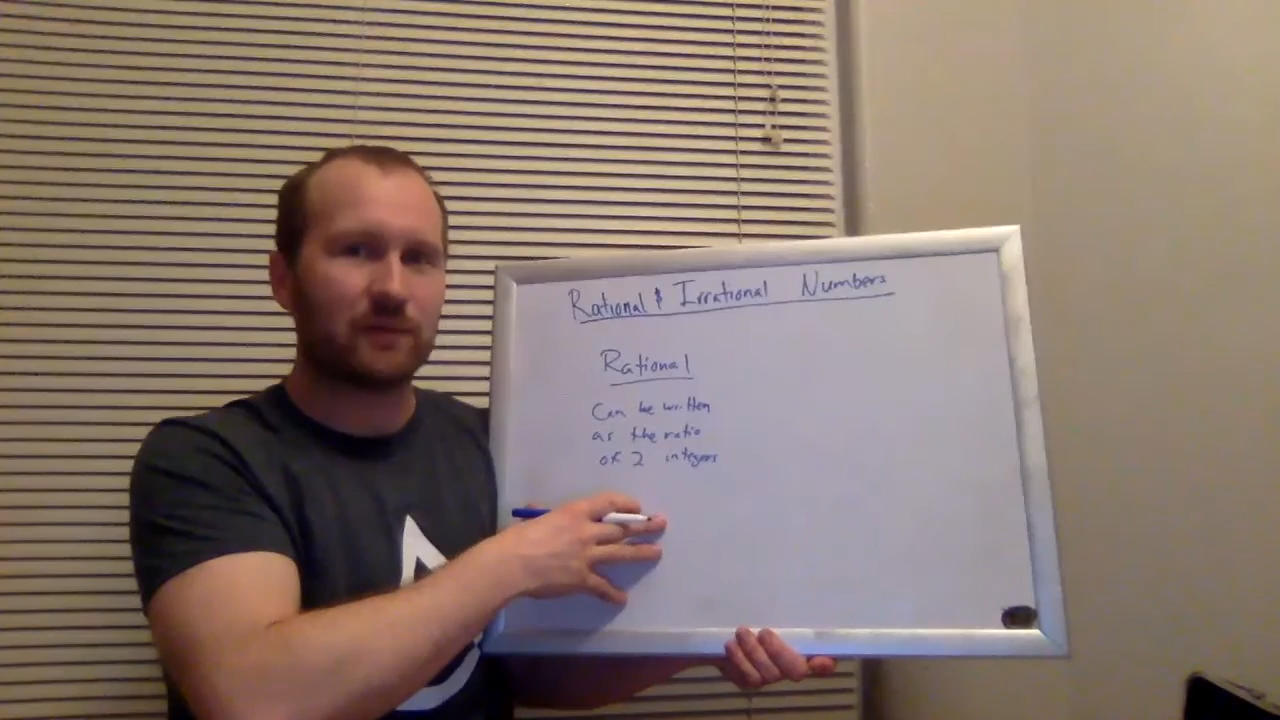 Rational & Irrational Numbers
Rational
Can be written
as the ratio
of 2 integers